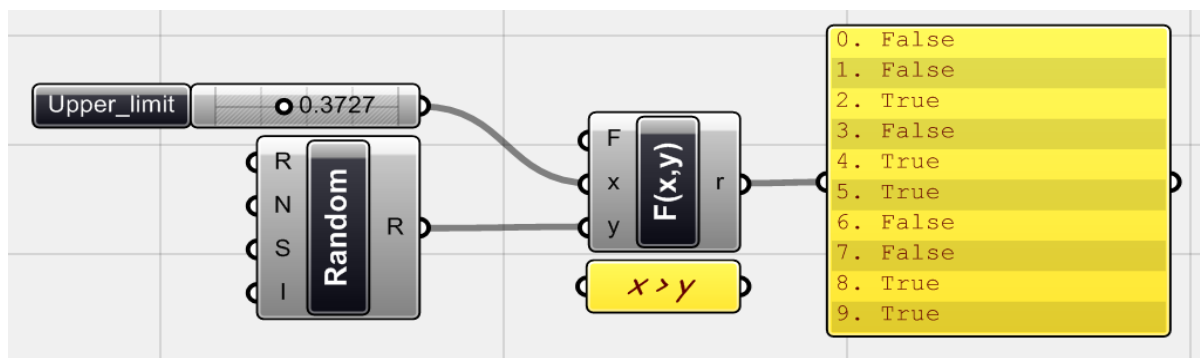 Upper_limit
0.3727
R
N
S
I
Random
R
F
x
y
F(x,y)
r
x > y
0. False
1. False
2. True
3. False
4. True
5. True
6. False
7. False
8. True
9. True